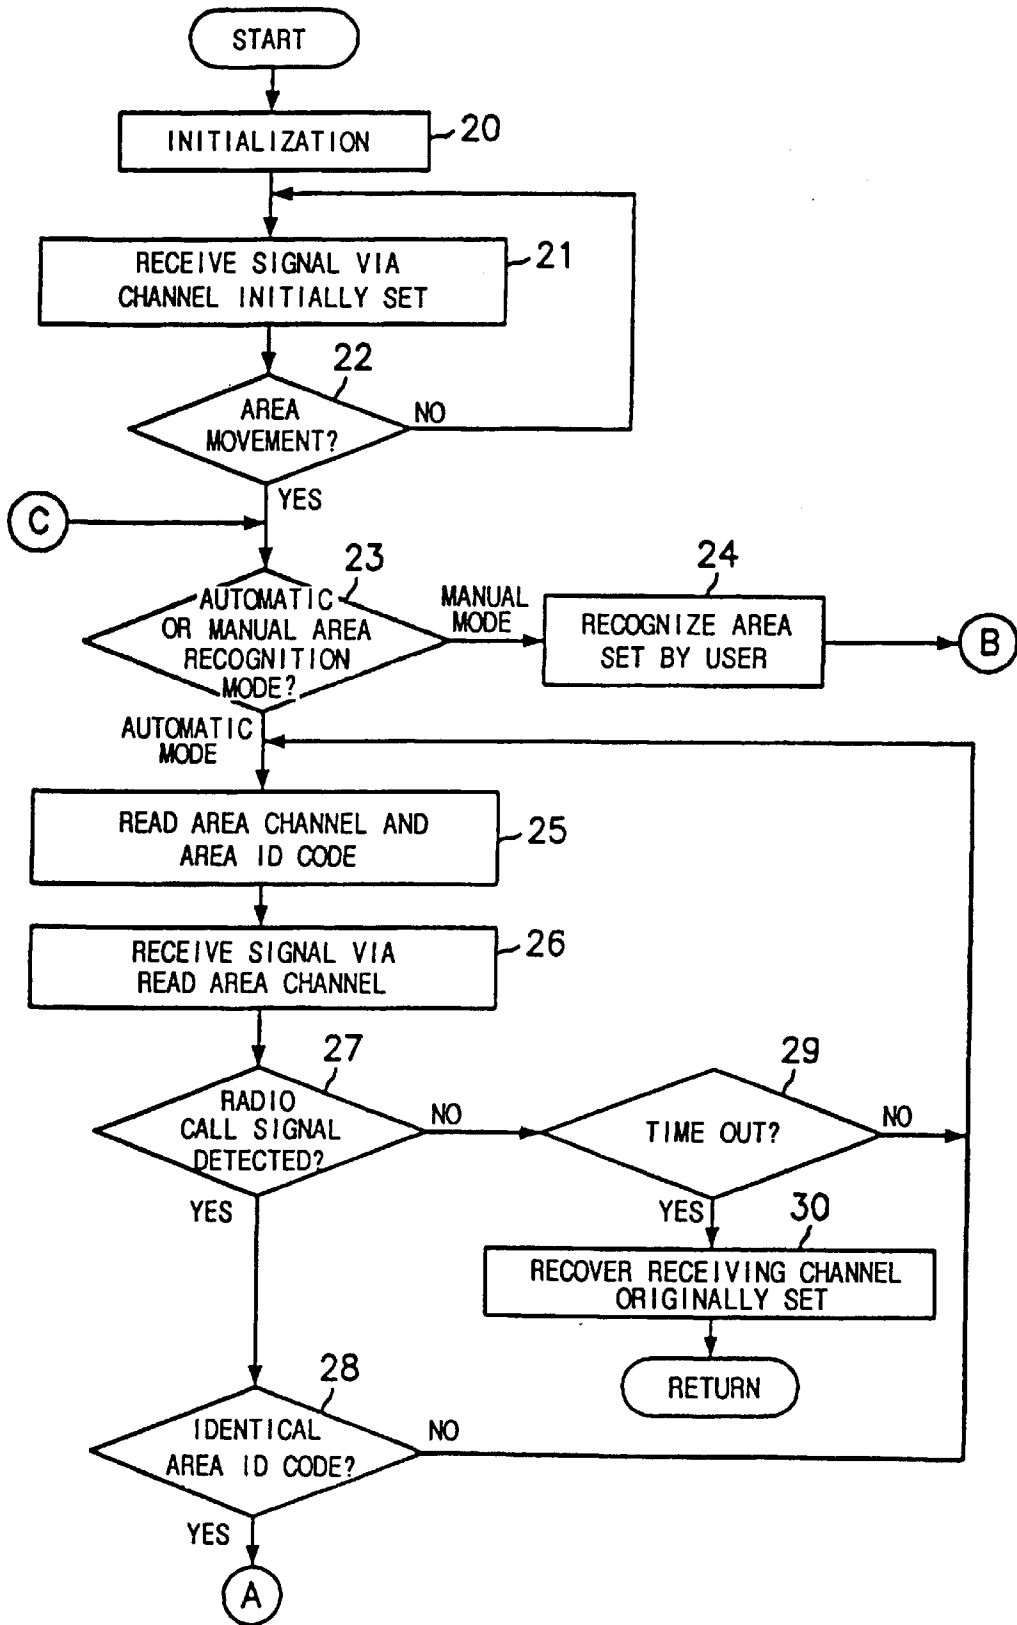 START
INITIALIZATION
20
RECEIVE SIGNAL VIA
CHANNEL INITIALLY SET
21
22
AREA
MOVEMENT?
NO
YES
C
23
AUTOMATIC
OR MANUAL AREA
RECOGNITION
MODE?
MANUAL
MODE
24
RECOGNIZE AREA
SET BY USER
B
AUTOMATIC
MODE
READ AREA CHANNEL AND
AREA ID CODE
25
RECEIVE SIGNAL VIA
READ AREA CHANNEL
26
27
RADIO
CALL SIGNAL
DETECTED?
NO
YES
29
TIME OUT?
NO
YES
30
RECOVER RECEIVING CHANNEL
ORIGINALLY SET
RETURN
28
IDENTICAL
AREA ID CODE?
NO
YES
A